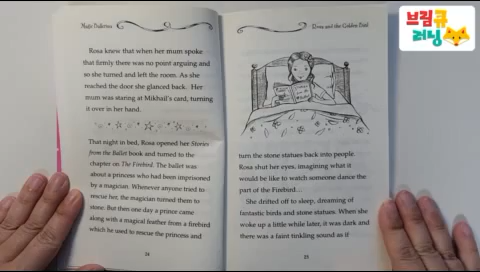 Magic Ballerinas
Rosa knew that when her mum spoke
that firmly there was no point arguing and
so she turned and left the room. As she
reached the door she glanced back. Her
mum was staring at Mikhail's card, turning
it over in her hand.
That night in bed, Rosa opened her Stories
from the Ballet book and turned to the
chapter on The Firebird. The ballet was
about a princess who had been imprisoned
by a magician. Whenever anyone tried to
rescue her, the magician turned them to
stone. But then one day a prince came
along with a magical feather from a firebird
which he used to rescue the princess and
24
Rosa and the Golden Bird
turn the stone statues back into people.
Rosa shut her eyes, imagining what it
would be like to watch someone dance the
part of the Firebird…
She drifted off to sleep, dreaming of
fantastic birds and stone statues. When she
woke up a little while later, it was dark and
there was a faint tinkling sound as if
25
브릭큐
러닝